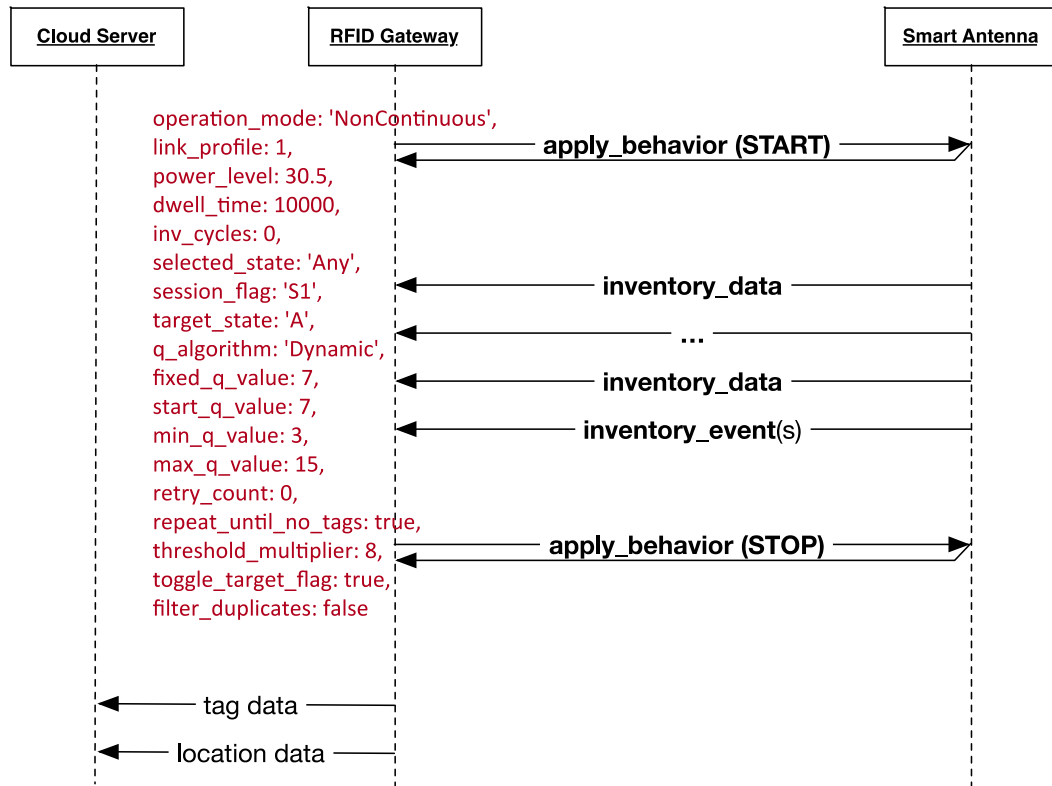 Cloud Server
RFID Gateway
Smart Antenna
operation_mode: 'NonContinuous',
link_profile: 1,
power_level: 30.5,
dwell_time: 10000,
inv_cycles: 0,
selected_state: 'Any',
session_flag: 'S1',
target_state: 'A',
q_algorithm: 'Dynamic',
fixed_q_value: 7,
start_q_value: 7,
min_q_value: 3,
max_q_value: 15,
retry_count: 0,
repeat_until_no_tags: true,
threshold_multiplier: 8,
toggle_target_flag: true,
filter_duplicates: false
apply_behavior (START)
inventory_data
...
inventory_data
inventory_event(s)
apply_behavior (STOP)
tag data
location data